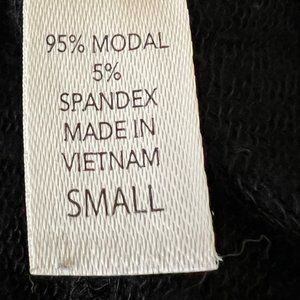 95% MODAL
5%
SPANDEX
MADE IN
VIETNAM
SMALL